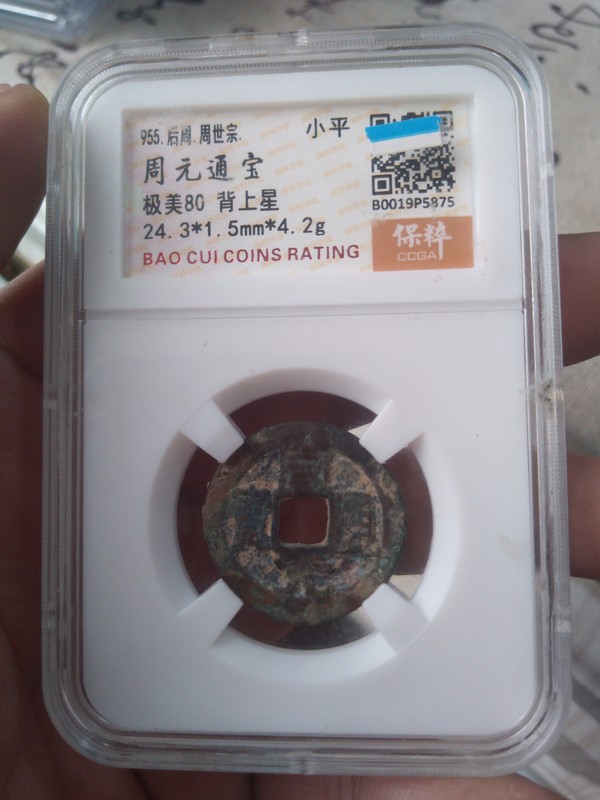 955.后周.周世宗.
小平
周元通宝
极美80 背上星
24.3*1.5mm*4.2g
BAO CUI COINS RATING
B0019P5875
保粹
CCGA